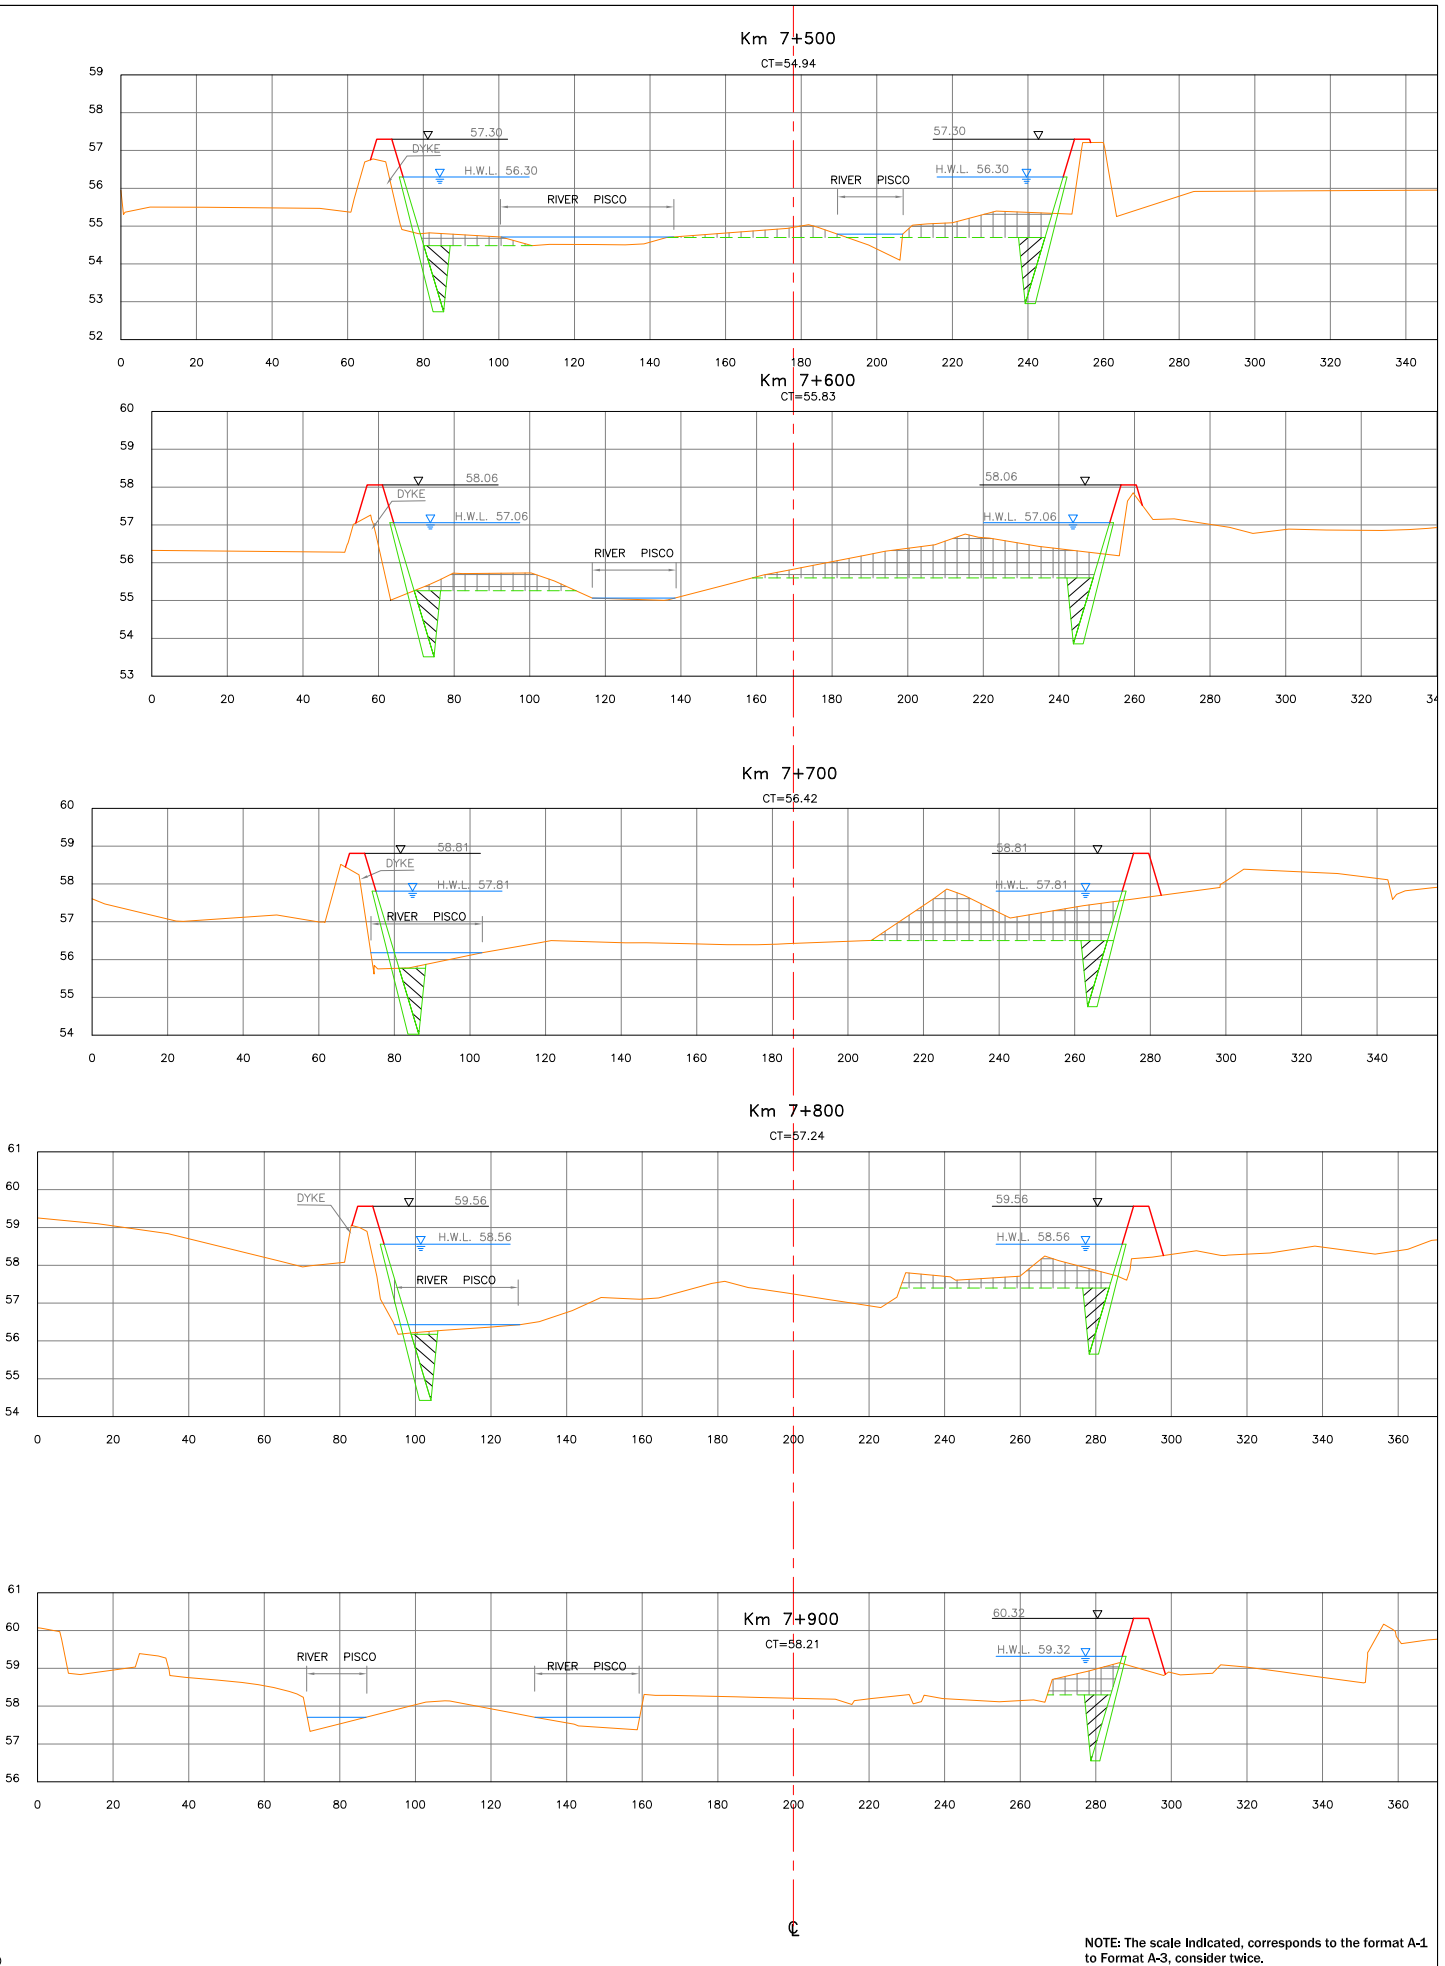 Km 7+500
CT=54.94
59
58
57
56
55
54
53
52
57.30
DYKE
H.W.L. 56.30
RIVER PISCO
57.30
H.W.L. 56.30
RIVER PISCO
0 20 40 60 80 100 120 140 160 180 200 220 240 260 280 300 320 340
Km 7+600
CT=55.83
60
59
58
57
56
55
54
53
58.06
DYKE
H.W.L. 57.06
RIVER PISCO
58.06
H.W.L. 57.06
0 20 40 60 80 100 120 140 160 180 200 220 240 260 280 300 320
Km 7+700
CT=56.42
60
59
58
57
56
55
54
58.81
DYKE
H.W.L. 57.81
RIVER PISCO
58.81
H.W.L. 57.81
0 20 40 60 80 100 120 140 160 180 200 220 240 260 280 300 320 340
Km 7+800
CT=57.24
61
60
59
58
57
56
55
54
DYKE
59.56
H.W.L. 58.56
RIVER PISCO
59.56
H.W.L. 58.56
0 20 40 60 80 100 120 140 160 180 200 220 240 260 280 300 320 340 360
61
60
59
58
57
56
Km 7+900
CT=58.21
RIVER PISCO
RIVER PISCO
60.32
H.W.L. 59.32
0 20 40 60 80 100 120 140 160 180 200 220 240 260 280 300 320 340 360
NOTE: The scale indicated, corresponds to the format A-1
to Format A-3, consider twice.